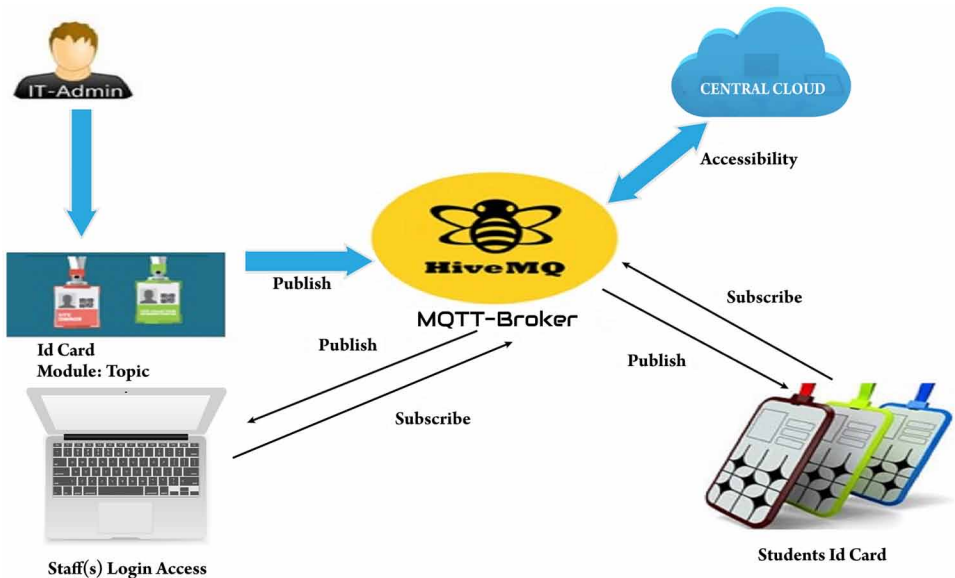 IT-Admin
CENTRAL CLOUD
Accessibility
HiveMQ
Publish
MQTT-Broker
Subscribe
Id Card
Module: Topic
Publish
Publish
Subscribe
Staff(s) Login Access
Students Id Card